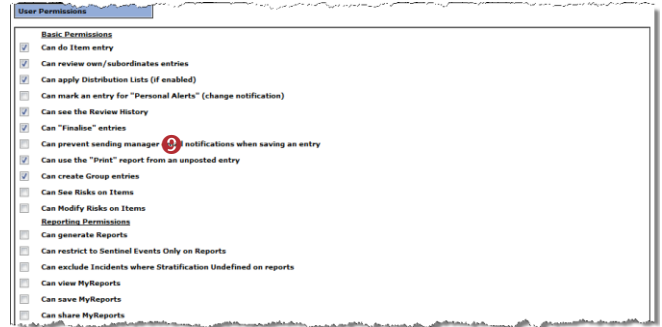 User Permissions
Basic Permissions
Can do Item entry
Can review own/subordinates entries
Can apply Distribution Lists (if enabled)
Can mark an entry for "Personal Alerts" (change notification)
Can see the Review History
Can "Finalise" entries
Can prevent sending manager notifications when saving an entry
Can use the "Print" report from an unposted entry
Can create Group entries
Can See Risks on Items
Can Modify Risks on Items
Reporting Permissions
Can generate Reports
Can restrict to Sentinel Events Only on Reports
Can exclude Incidents where Stratification Undefined on reports
Can view MyReports
Can save MyReports
Can share MyReports